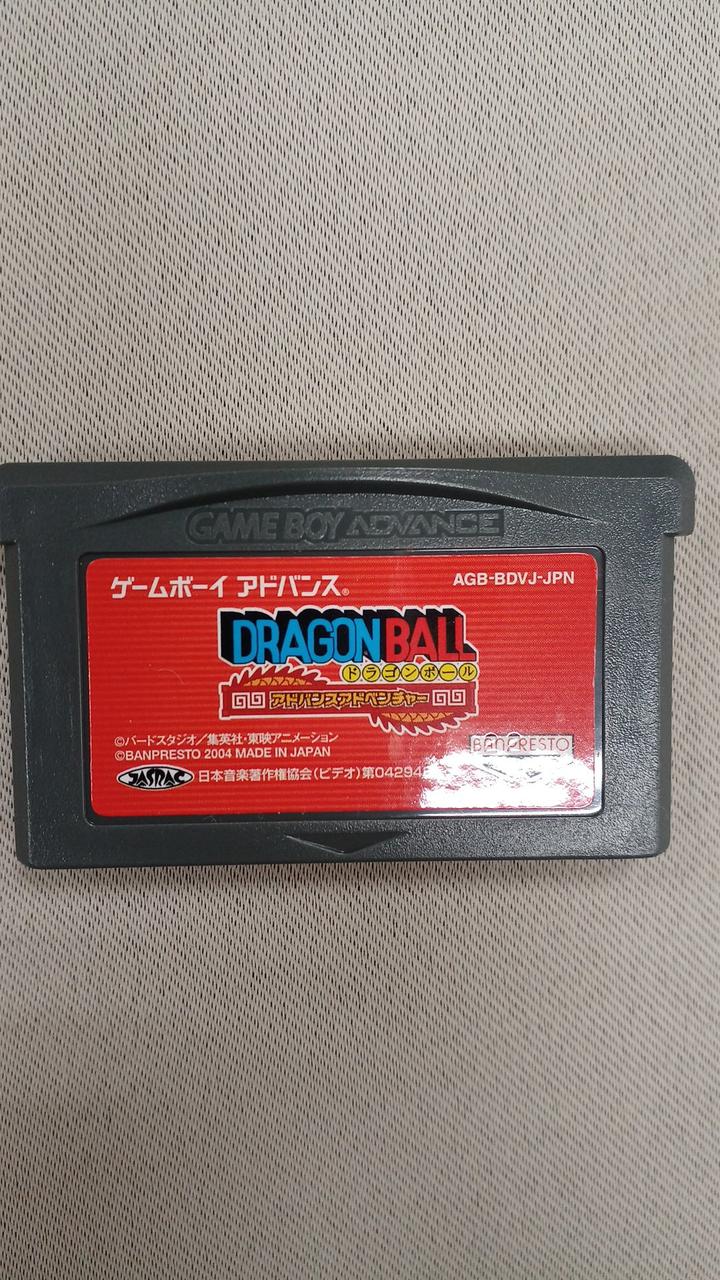 GAME BOY ADVANCE
ゲームボーイ アドバンス®
AGB-BDVJ-JPN
DRAGON BALL
ドラゴンボール
アドバンスアドベンチャー
©バードスタジオ／集英社・東映アニメーション
©BANPRESTO 2004 MADE IN JAPAN
BANPRESTO
JASRAC
日本音楽著作権協会(ビデオ)第04294